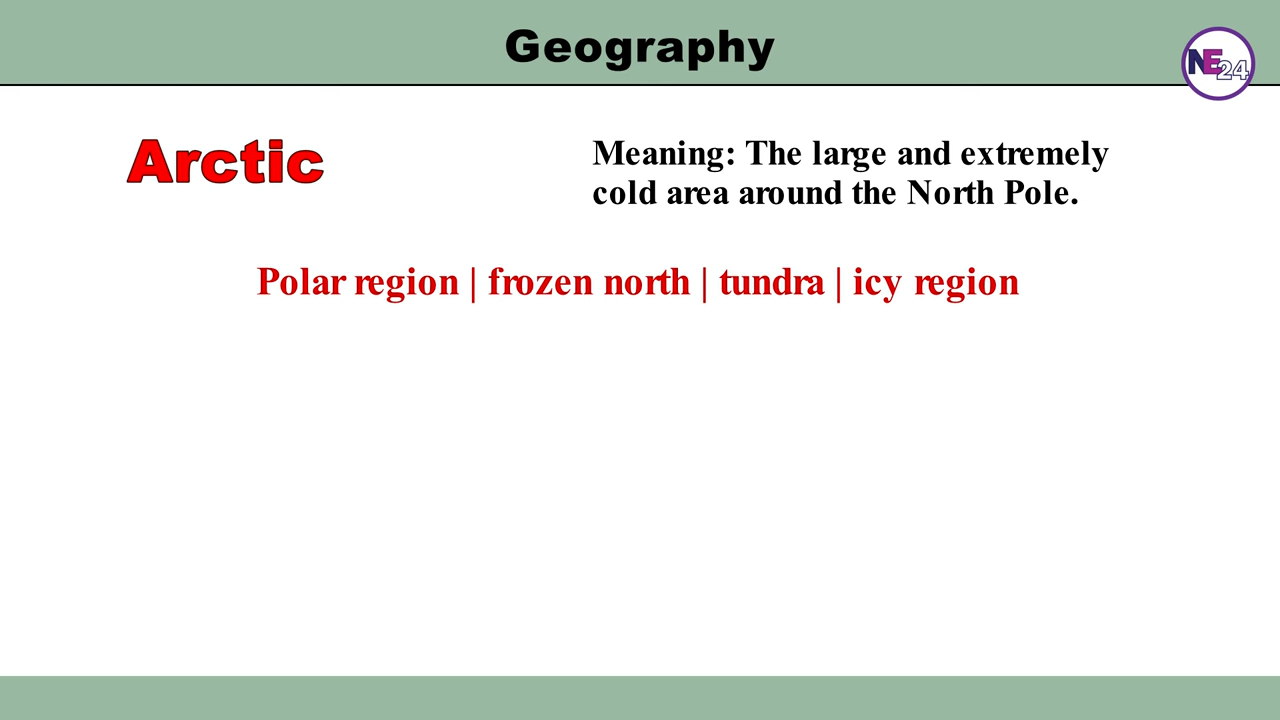 Geography
NE24
Arctic
Meaning: The large and extremely
cold area around the North Pole.
Polar region | frozen north | tundra | icy region